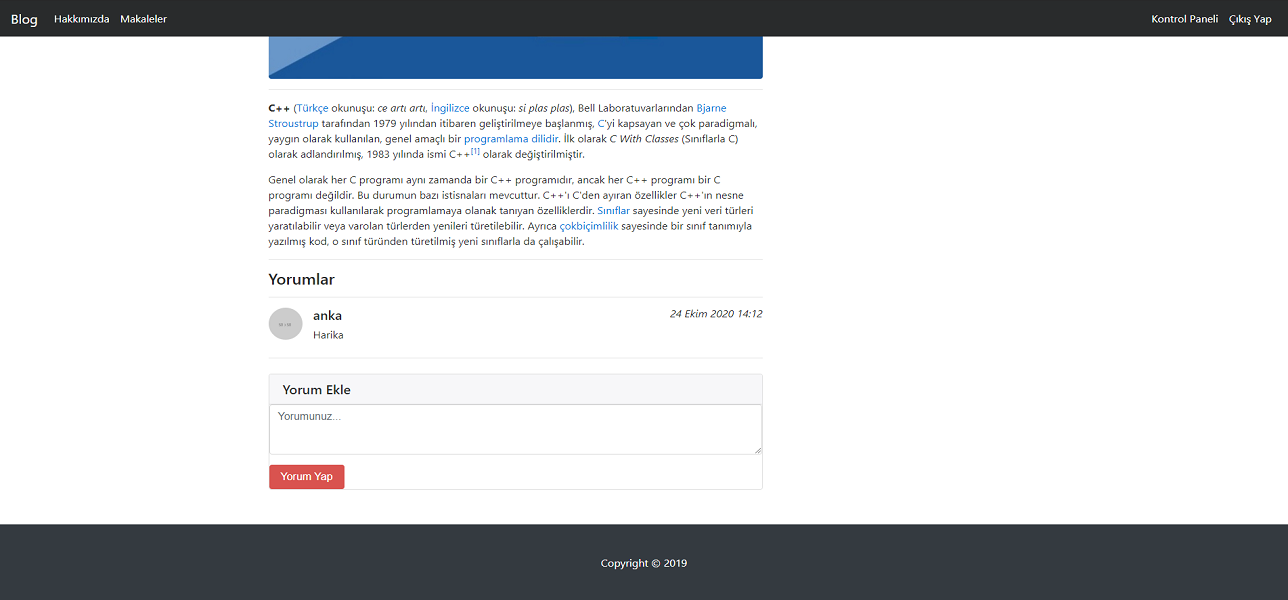 Blog Hakkımızda Makaleler Kontrol Paneli Çıkış Yap
C++ (Türkçe okunuşu: ce artı artı, İngilizce okunuşu: si plas plas), Bell Laboratuvarlarından Bjarne
Stroustrup tarafından 1979 yılından itibaren geliştirilmeye başlanmış, C'yi kapsayan ve çok paradigmalı,
yaygın olarak kullanılan, genel amaçlı bir programlama dilidir. İlk olarak C With Classes (Sınıflarla C)
olarak adlandırılmış, 1983 yılında ismi C++[1] olarak değiştirilmiştir.
Genel olarak her C programı aynı zamanda bir C++ programıdır, ancak her C++ programı bir C
programı değildir. Bu durumun bazı istisnaları mevcuttur. C++'ı C'den ayıran özellikler C++'ın nesne
paradigması kullanılarak programlamaya olanak tanıyan özelliklerdir. Sınıflar sayesinde yeni veri türleri
yaratılabilir veya varolan türlerden yenileri türetilebilir. Ayrıca çokbiçimlilik sayesinde bir sınıf tanımıyla
yazılmış kod, o sınıf türünden türetilmiş yeni sınıflarla da çalışabilir.
Yorumlar
anka 24 Ekim 2020 14:12
Harika
Yorum Ekle
Yorumunuz...
Yorum Yap
Copyright © 2019